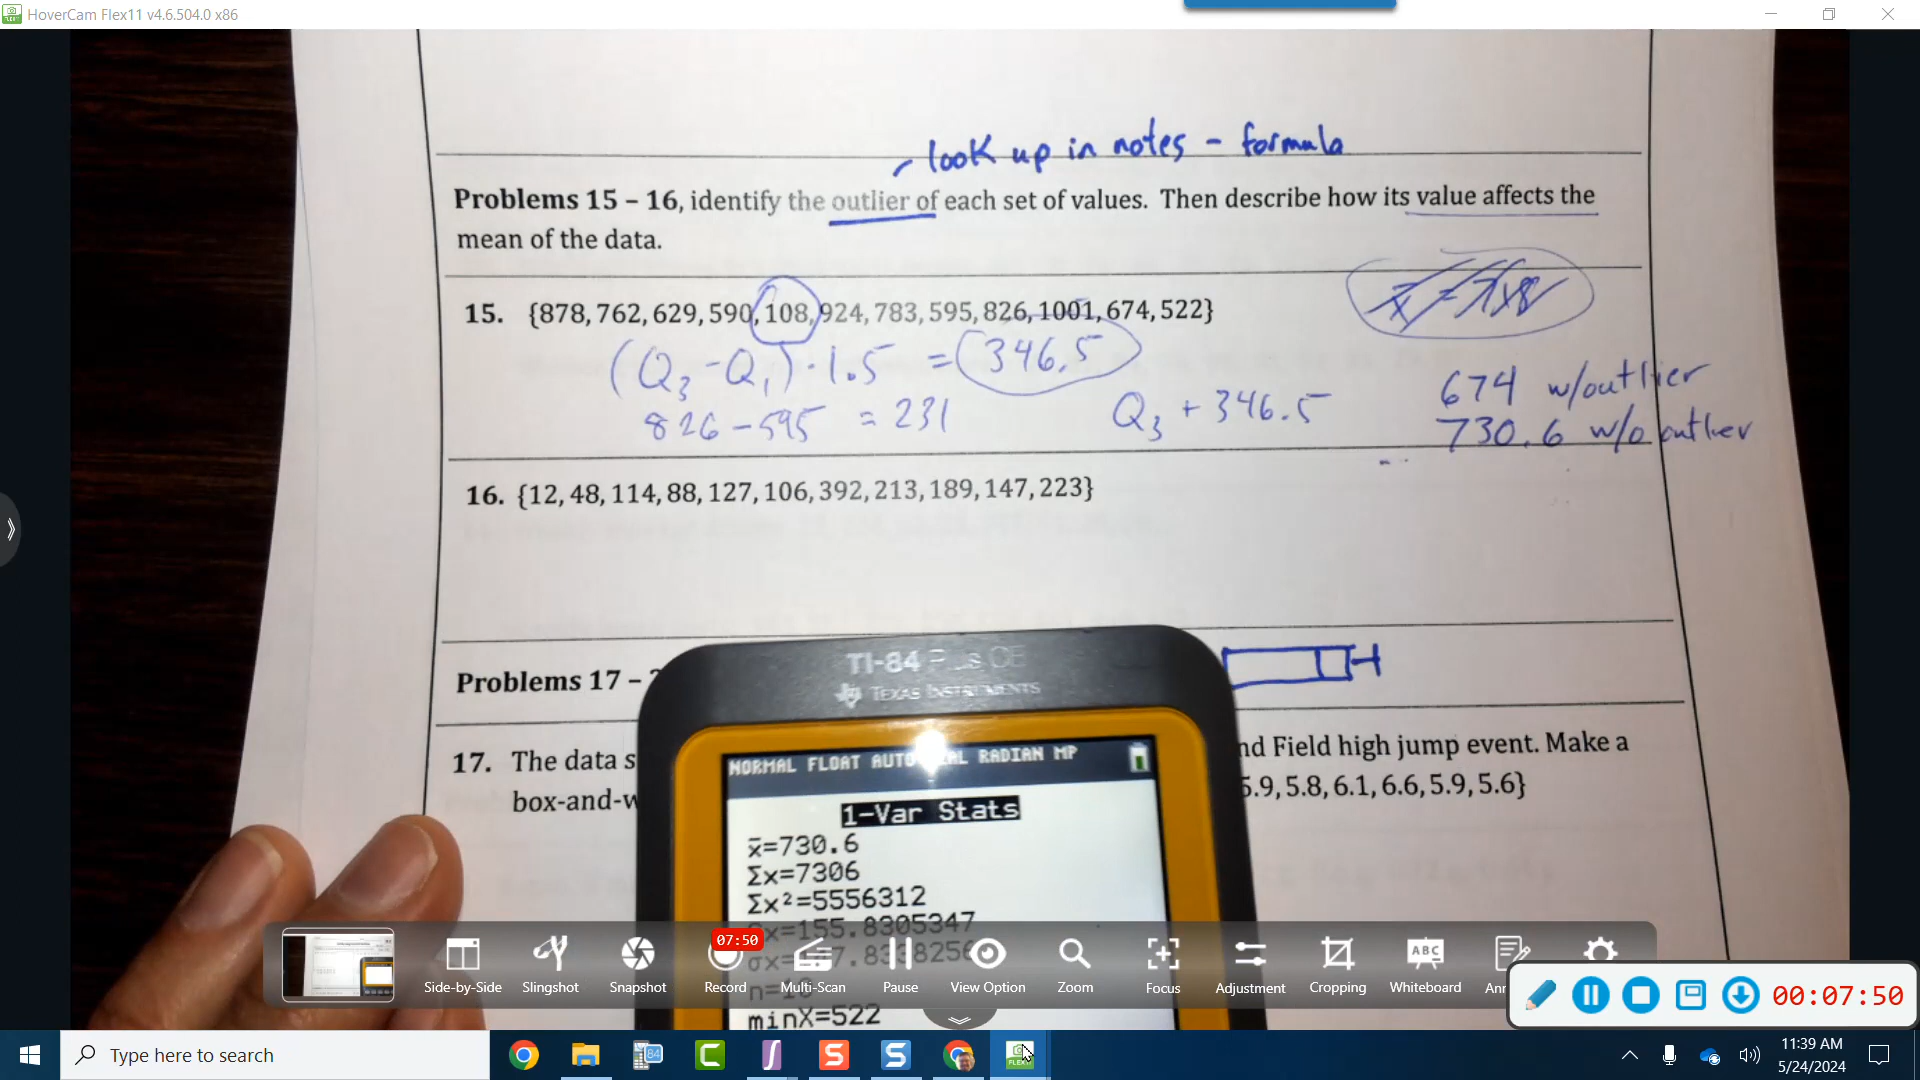 HoverCam Flex11 v4.6.504.0 x86
look up in notes - formula
Problems 15 – 16, identify the outlier of each set of values. Then describe how its value affects the
mean of the data.
15. {878, 762, 629, 590, 108, 924, 783, 595, 826, 1001, 674, 522}
(Q3 - Q1) · 1.5 = 346.5
674 w/outlier
826 - 595 = 231
Q3 + 346.5
730.6 w/o outlier
16. {12, 48, 114, 88, 127, 106, 392, 213, 189, 147, 223}
TI-84 Plus CE
TEXAS INSTRUMENTS
Problems 17 –
17. The data s
nd Field high jump event. Make a
box-and-w
5.9, 5.8, 6.1, 6.6, 5.9, 5.6}
NORMAL FLOAT AUTO RADIAN MP
1-Var Stats
x̄=730.6
Σx=7306
Σx²=5556312
x=155.8305347
minX=522
07:50
Side-by-Side
Slingshot
Snapshot
Record
Multi-Scan
Pause
View Option
Zoom
Focus
Adjustment
Cropping
ABC
Whiteboard
00:07:50
Type here to search
84
FLEX
11:39 AM
5/24/2024